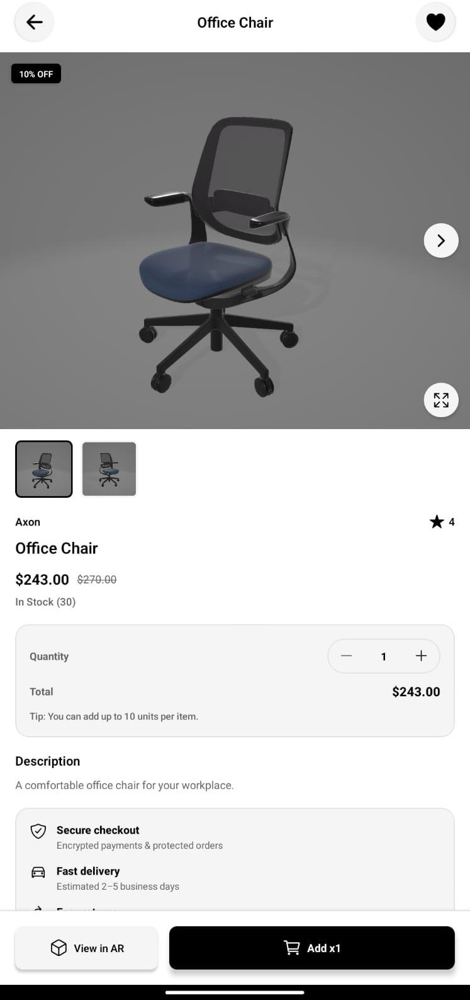 Office Chair
10% OFF
Axon
4
Office Chair
$243.00 $270.00
In Stock (30)
Quantity
1
Total
$243.00
Tip: You can add up to 10 units per item.
Description
A comfortable office chair for your workplace.
Secure checkout
Encrypted payments & protected orders
Fast delivery
Estimated 2–5 business days
View in AR
Add x1